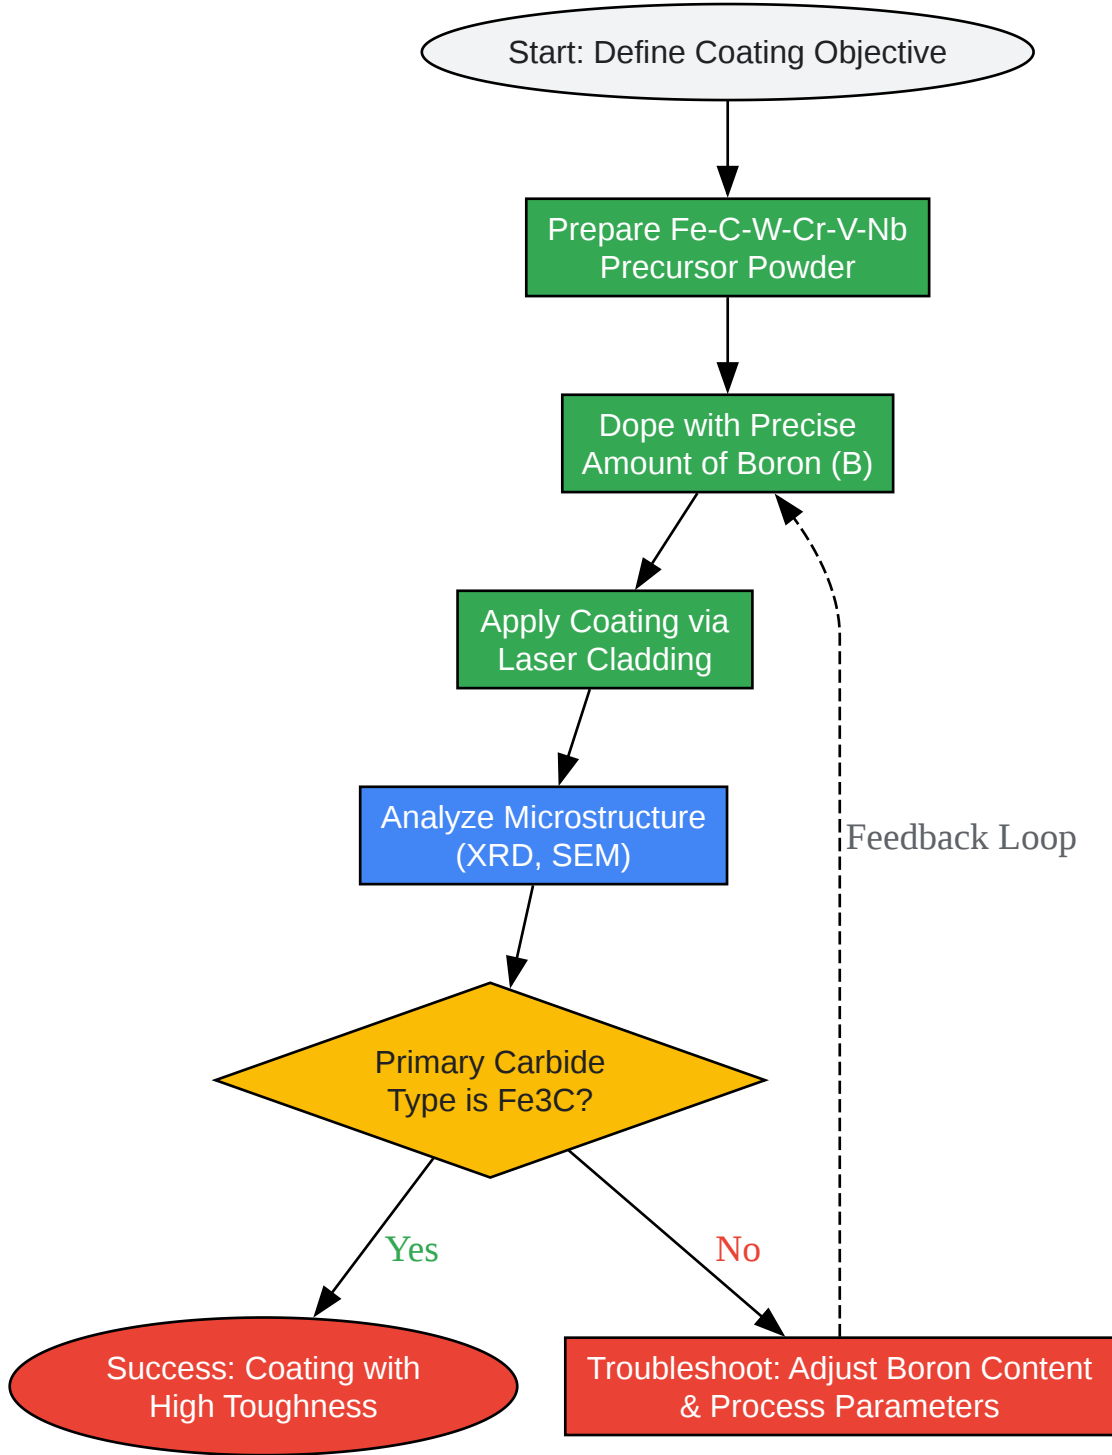 Start: Define Coating Objective
Prepare Fe-C-W-Cr-V-Nb
Precursor Powder
Dope with Precise
Amount of Boron (B)
Apply Coating via
Laser Cladding
Analyze Microstructure
(XRD, SEM)
Feedback Loop
Primary Carbide
Type is Fe3C?
Yes
No
Success: Coating with
High Toughness
Troubleshoot: Adjust Boron Content
& Process Parameters